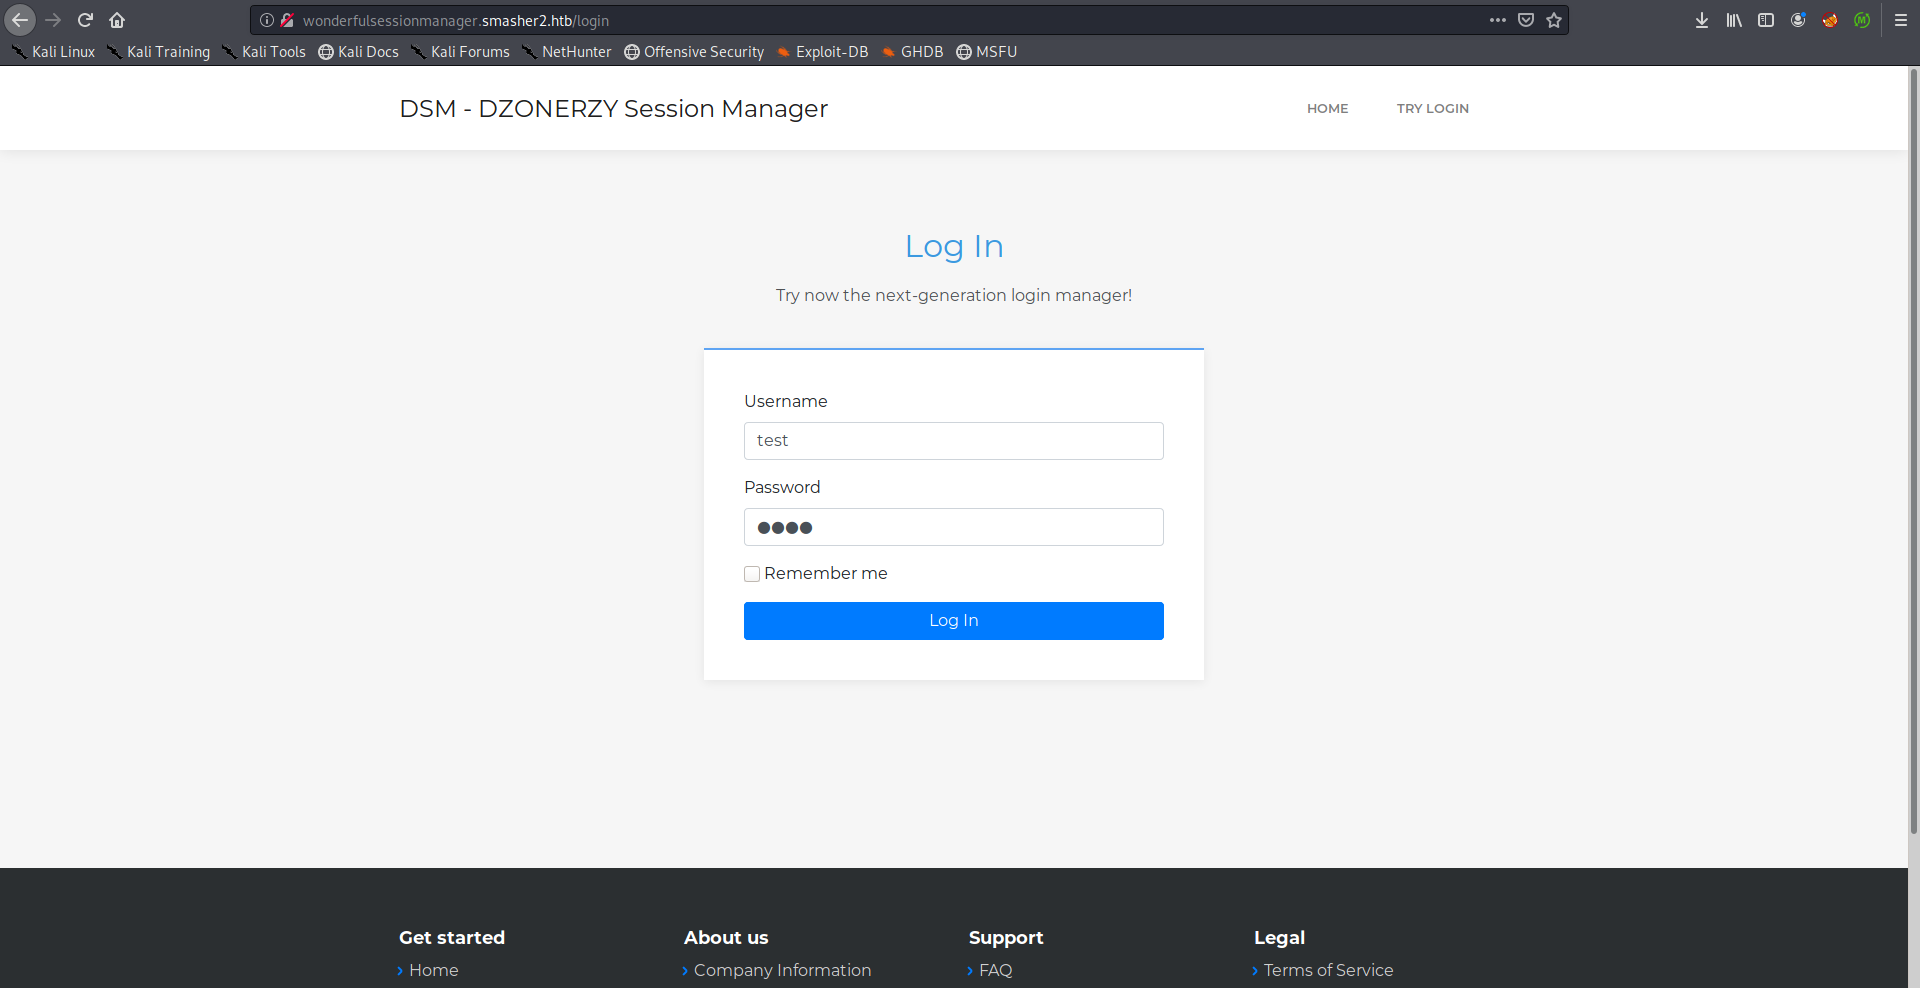 wonderfulsessionmanager.smasher2.htb/login
Kali Linux Kali Training Kali Tools Kali Docs Kali Forums NetHunter Offensive Security Exploit-DB GHDB MSFU
DSM - DZONERZY Session Manager HOME TRY LOGIN
Log In
Try now the next-generation login manager!
Username
test
Password
Remember me
Log In
Get started About us Support Legal
Home Company Information FAQ Terms of Service